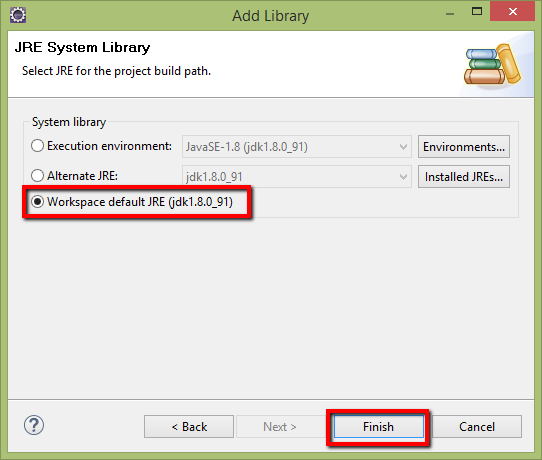 Add Library
JRE System Library
Select JRE for the project build path.
System library
Execution environment: JavaSE-1.8 (jdk1.8.0_91) Environments...
Alternate JRE: jdk1.8.0_91 Installed JREs...
Workspace default JRE (jdk1.8.0_91)
? < Back Next > Finish Cancel